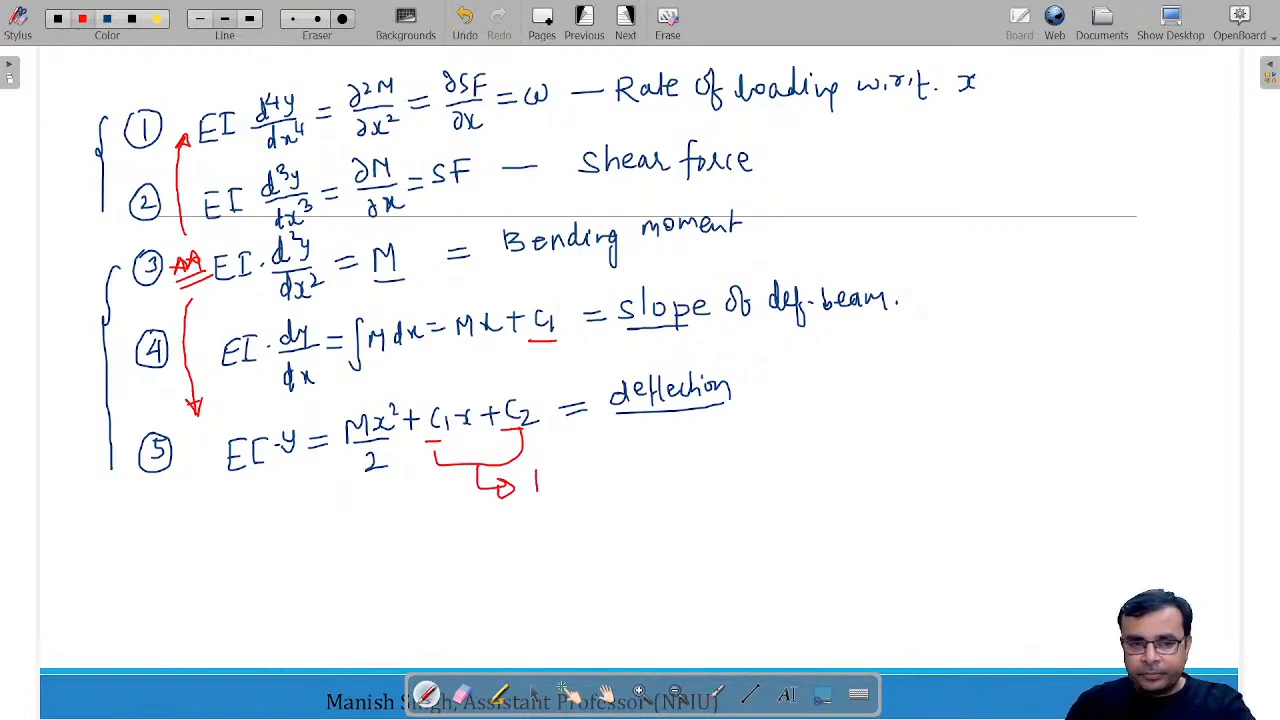 Stylus Color Line Eraser Backgrounds Undo Redo Pages Previous Next Erase Board Web Documents Show Desktop OpenBoard
① EI d⁴y/dx⁴ = ∂²M/∂x² = ∂SF/∂x = ω — Rate of loading w.r.t. x
② EI d³y/dx³ = ∂M/∂x = SF — Shear force
③ EI · d²y/dx² = M = Bending moment
④ EI · dy/dx = ∫M dx = Mx + C₁ = slope of def. beam.
⑤ EI · y = Mx²/2 + C₁x + C₂ = deflection
Manish Singh, Assistant Professor (NPIU)